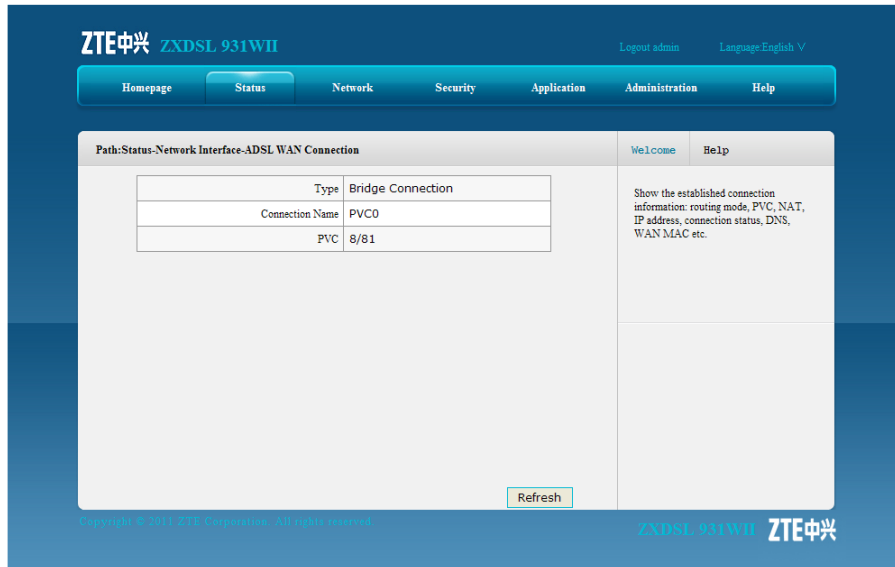 ZTE中兴 ZXDSL 931WII
Logout admin Language:English V
Homepage Status Network Security Application Administration Help
Path:Status-Network Interface-ADSL WAN Connection
Welcome Help
Type Bridge Connection
Connection Name PVC0
PVC 8/81
Show the established connection
information: routing mode, PVC, NAT,
IP address, connection status, DNS,
WAN MAC etc.
Refresh
Copyright © 2011 ZTE Corporation. All rights reserved.
ZXDSL 931WII ZTE中兴